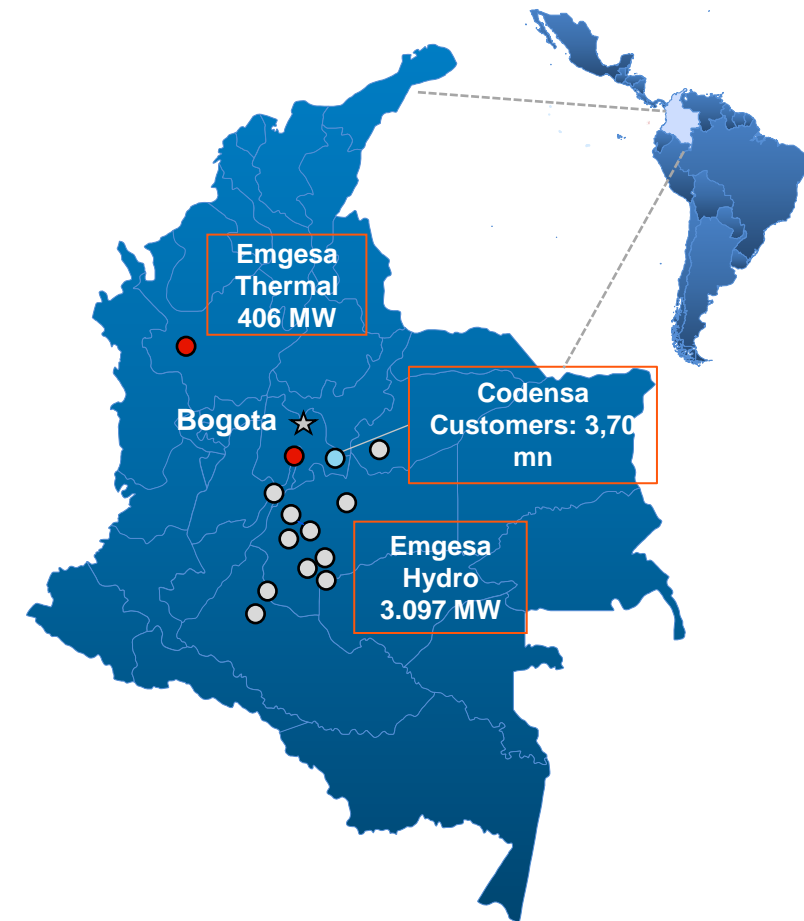 Emgesa
Thermal
406 MW
Bogota
Codensa
Customers: 3,70
mn
Emgesa
Hydro
3.097 MW